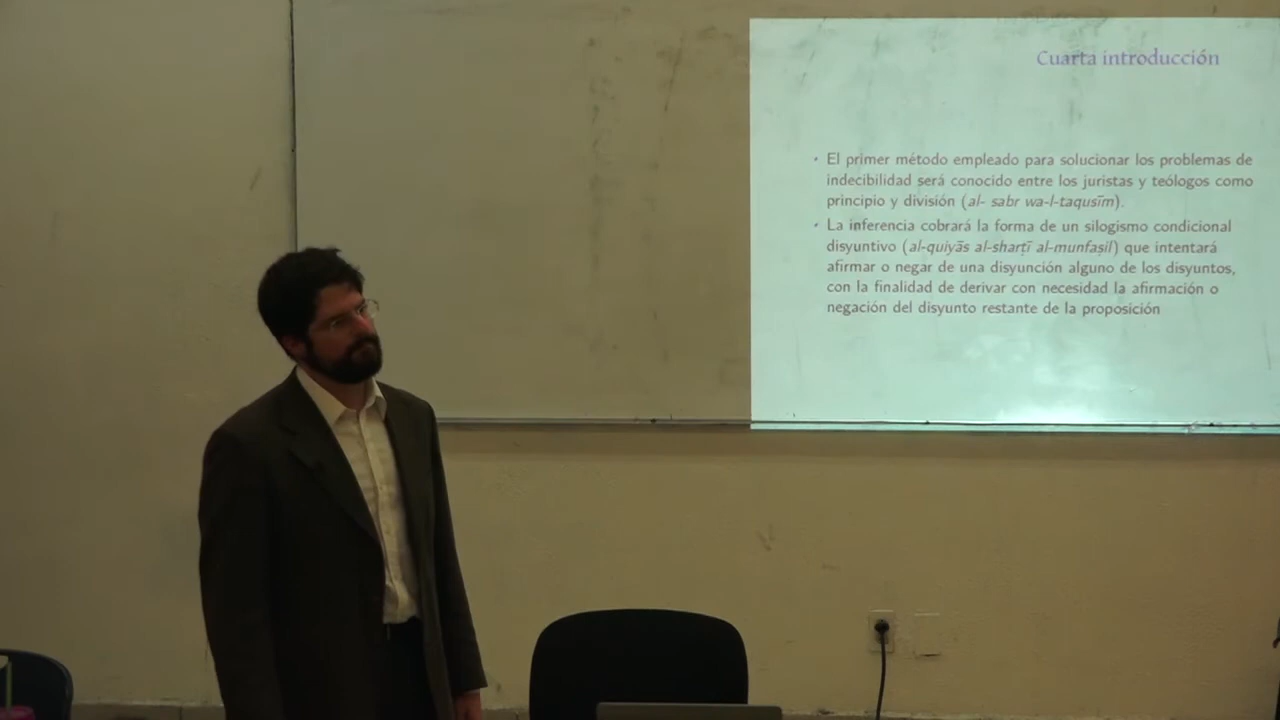 Cuarta introducción
• El primer método empleado para solucionar los problemas de
indecibilidad será conocido entre los juristas y teólogos como
principio y división (al- sabr wa-l-taqusīm).
• La inferencia cobrará la forma de un silogismo condicional
disyuntivo (al-quiyās al-sharṭī al-munfaṣil) que intentará
afirmar o negar de una disyunción alguno de los disyuntos,
con la finalidad de derivar con necesidad la afirmación o
negación del disyunto restante de la proposición